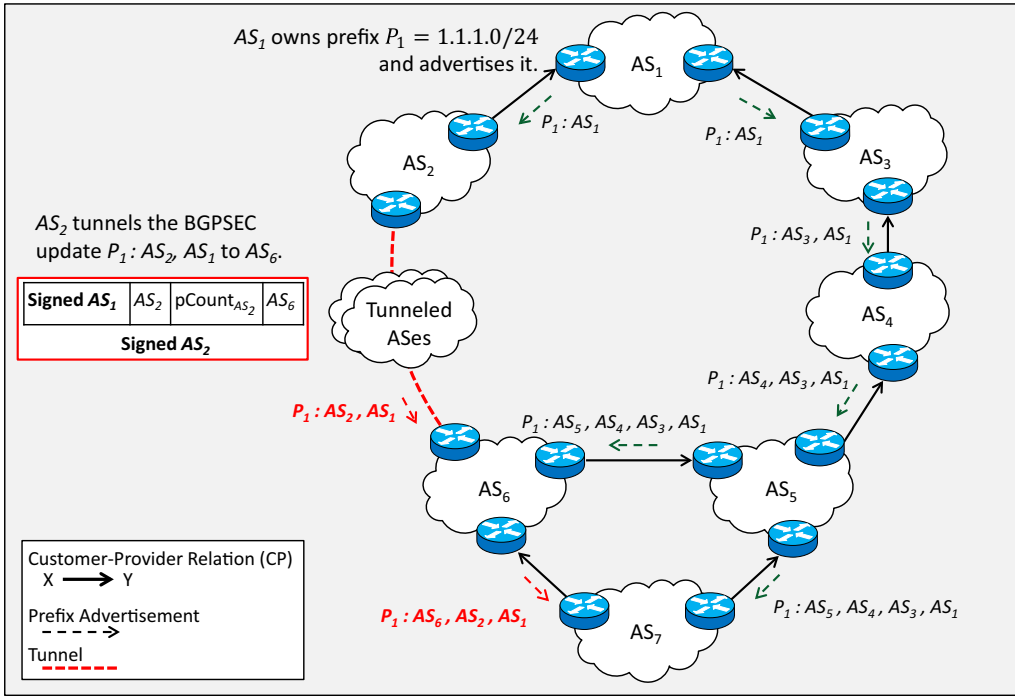 AS₁ owns prefix P₁ = 1.1.1.0/24
and advertises it.
AS₁
P₁ : AS₁
P₁ : AS₁
AS₂
AS₃
AS₂ tunnels the BGPSEC
update P₁ : AS₂, AS₁ to AS₆.
P₁ : AS₃ , AS₁
Signed AS₁ AS₂ pCount_AS₂ AS₆
Signed AS₂
Tunneled
ASes
AS₄
P₁ : AS₄, AS₃ , AS₁
P₁ : AS₂ , AS₁
P₁ : AS₅ , AS₄ , AS₃ , AS₁
AS₆
AS₅
Customer-Provider Relation (CP)
X Y
Prefix Advertisement
Tunnel
P₁ : AS₆ , AS₂ , AS₁
AS₇
P₁ : AS₅ , AS₄ , AS₃ , AS₁